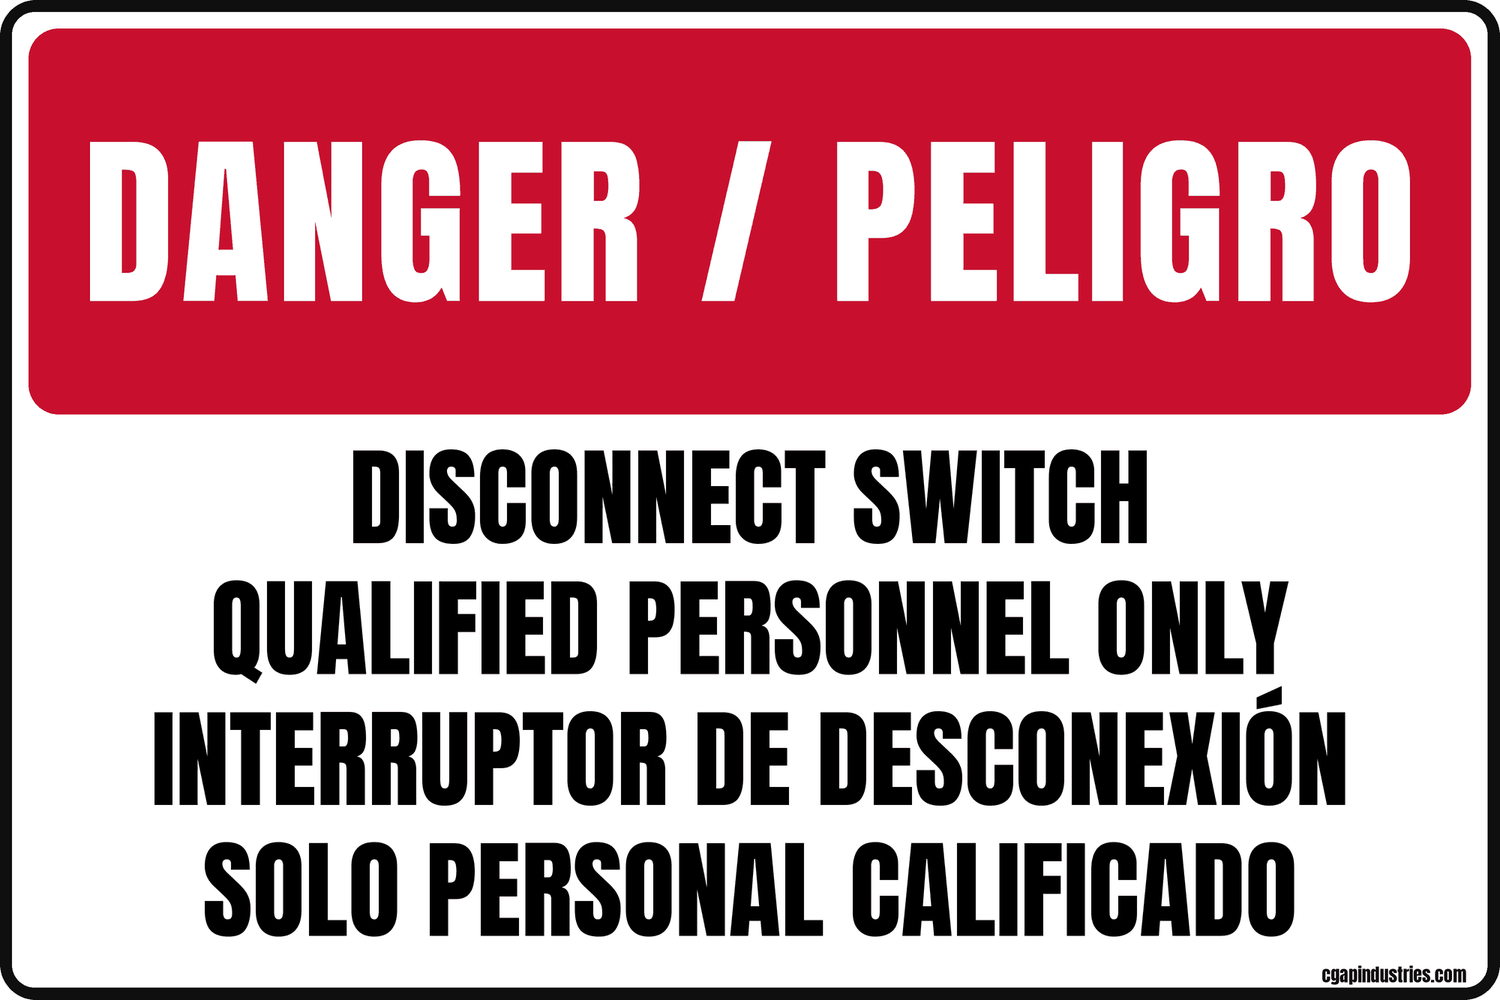 DANGER / PELIGRO
DISCONNECT SWITCH
QUALIFIED PERSONNEL ONLY
INTERRUPTOR DE DESCONEXIÓN
SOLO PERSONAL CALIFICADO
cgapindustries.com